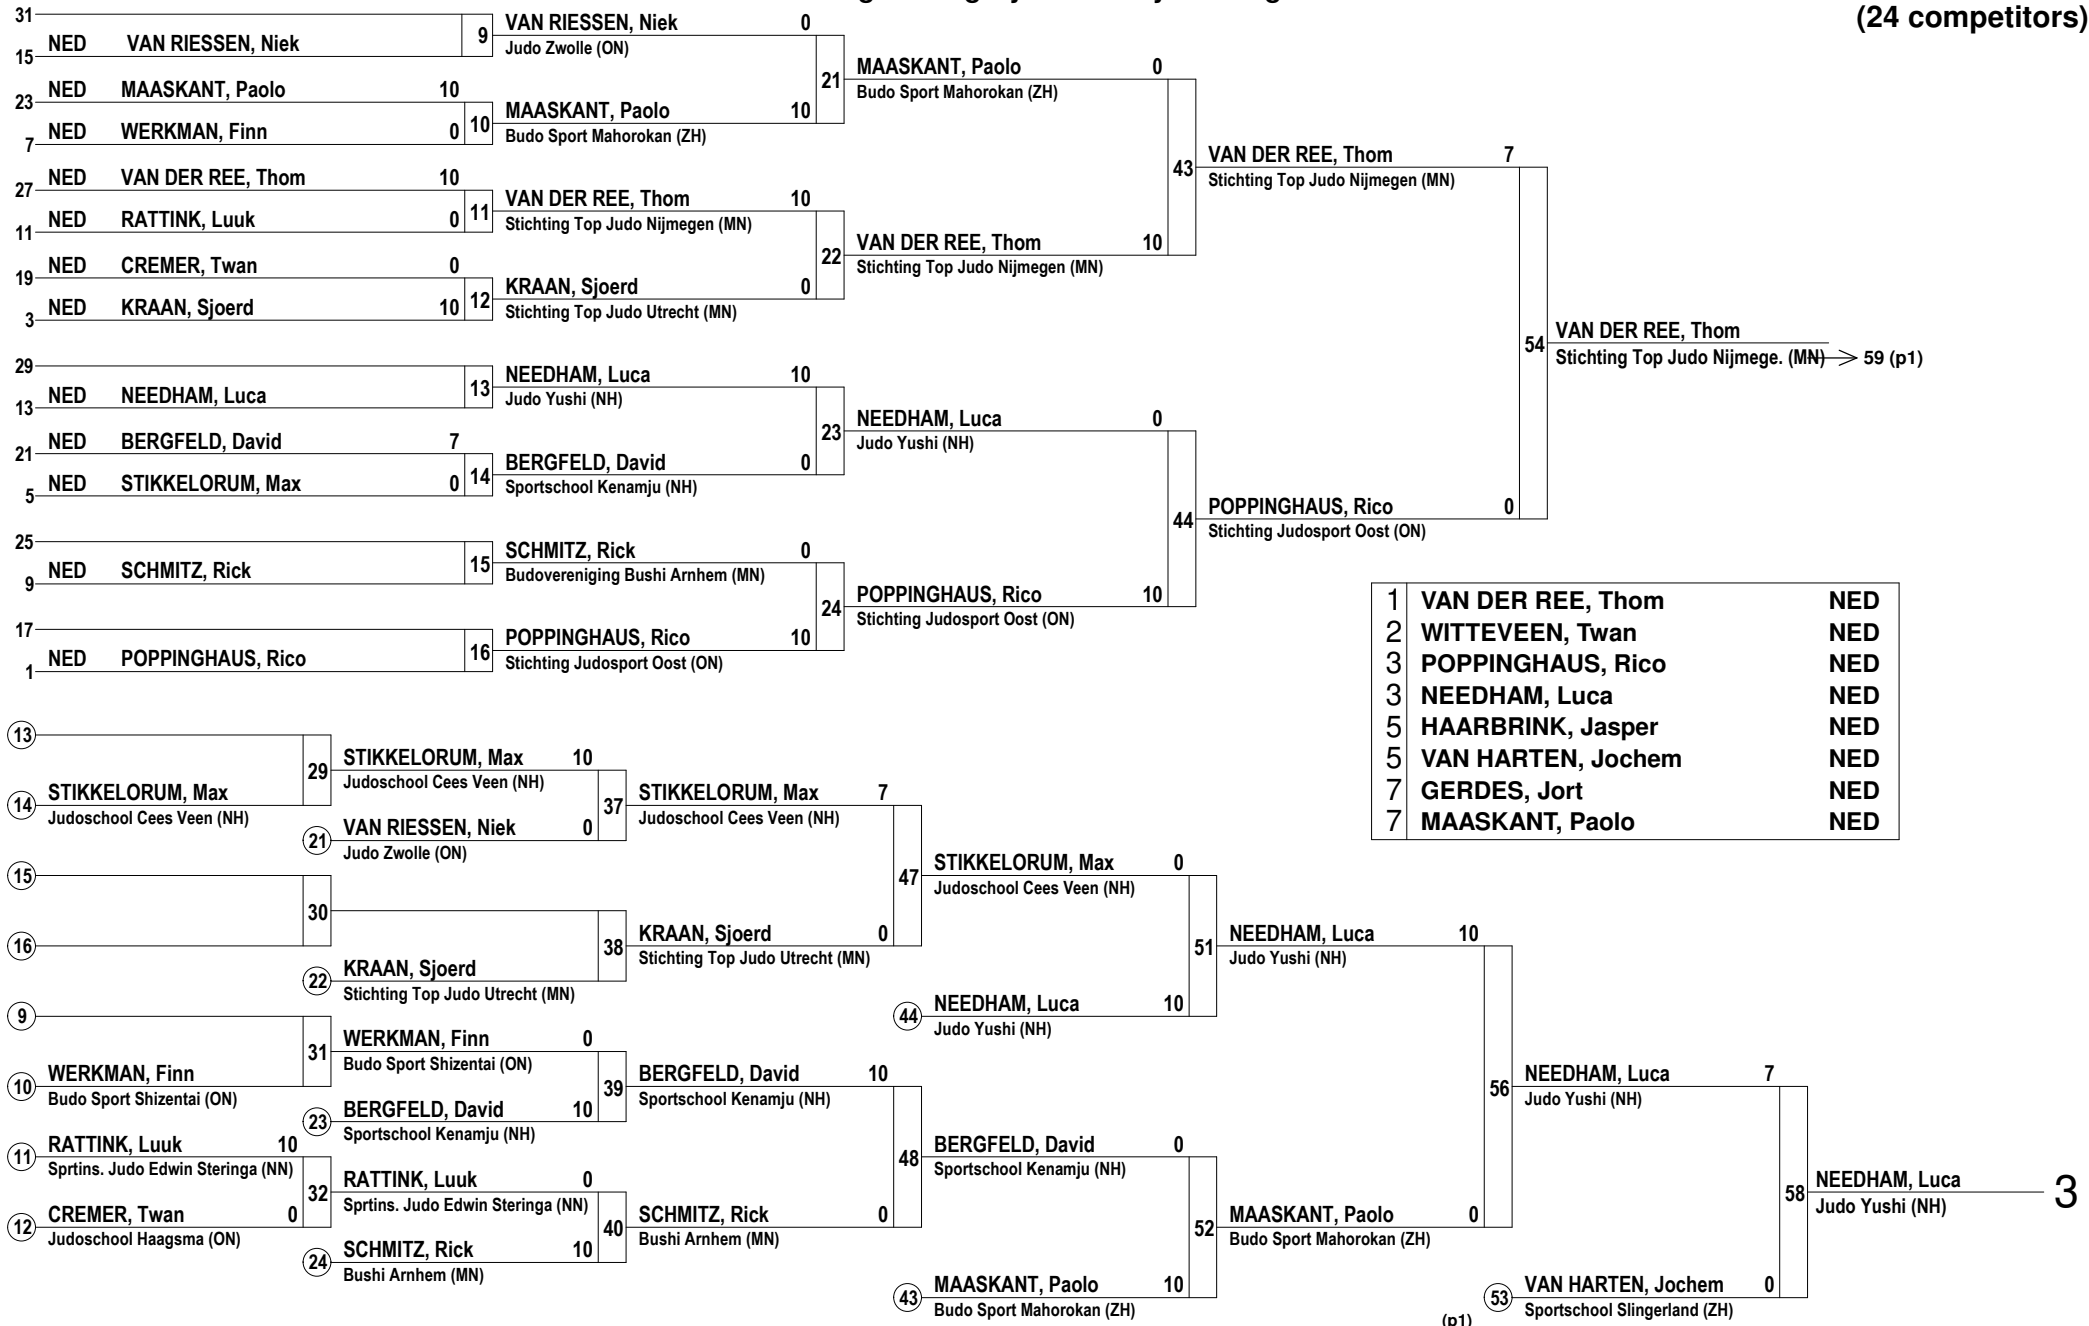 (24 competitors)
31
15 NED VAN RIESSEN, Niek
9
VAN RIESSEN, Niek 0
Judo Zwolle (ON)
23 NED MAASKANT, Paolo 10
7 NED WERKMAN, Finn 0
10
MAASKANT, Paolo 10
Budo Sport Mahorokan (ZH)
21
MAASKANT, Paolo 0
Budo Sport Mahorokan (ZH)
27 NED VAN DER REE, Thom 10
11 NED RATTINK, Luuk 0
11
VAN DER REE, Thom 10
Stichting Top Judo Nijmegen (MN)
19 NED CREMER, Twan 0
3 NED KRAAN, Sjoerd 10
12
KRAAN, Sjoerd 0
Stichting Top Judo Utrecht (MN)
22
VAN DER REE, Thom 10
Stichting Top Judo Nijmegen (MN)
43
VAN DER REE, Thom 7
Stichting Top Judo Nijmegen (MN)
29
13 NED NEEDHAM, Luca
13
NEEDHAM, Luca 10
Judo Yushi (NH)
21 NED BERGFELD, David 7
5 NED STIKKELORUM, Max 0
14
BERGFELD, David 0
Sportschool Kenamju (NH)
23
NEEDHAM, Luca 0
Judo Yushi (NH)
25
9 NED SCHMITZ, Rick
15
SCHMITZ, Rick 0
Budovereniging Bushi Arnhem (MN)
17
1 NED POPPINGHAUS, Rico
16
POPPINGHAUS, Rico 10
Stichting Judosport Oost (ON)
24
POPPINGHAUS, Rico 10
Stichting Judosport Oost (ON)
44
POPPINGHAUS, Rico 0
Stichting Judosport Oost (ON)
54
VAN DER REE, Thom
Stichting Top Judo Nijmege. (MN) 59 (p1)
1 VAN DER REE, Thom NED
2 WITTEVEEN, Twan NED
3 POPPINGHAUS, Rico NED
3 NEEDHAM, Luca NED
5 HAARBRINK, Jasper NED
5 VAN HARTEN, Jochem NED
7 GERDES, Jort NED
7 MAASKANT, Paolo NED
13
14 STIKKELORUM, Max
Judoschool Cees Veen (NH)
29
STIKKELORUM, Max 10
Judoschool Cees Veen (NH)
21 VAN RIESSEN, Niek 0
Judo Zwolle (ON)
37
STIKKELORUM, Max 7
Judoschool Cees Veen (NH)
15
16
30
22 KRAAN, Sjoerd
Stichting Top Judo Utrecht (MN)
38
KRAAN, Sjoerd 0
Stichting Top Judo Utrecht (MN)
47
STIKKELORUM, Max 0
Judoschool Cees Veen (NH)
44 NEEDHAM, Luca 10
Judo Yushi (NH)
51
NEEDHAM, Luca 10
Judo Yushi (NH)
9
10 WERKMAN, Finn
Budo Sport Shizentai (ON)
31
WERKMAN, Finn 0
Budo Sport Shizentai (ON)
23 BERGFELD, David 10
Sportschool Kenamju (NH)
39
BERGFELD, David 10
Sportschool Kenamju (NH)
11 RATTINK, Luuk 10
Sprtins. Judo Edwin Steringa (NN)
12 CREMER, Twan 0
Judoschool Haagsma (ON)
32
RATTINK, Luuk 0
Sprtins. Judo Edwin Steringa (NN)
24 SCHMITZ, Rick 10
Bushi Arnhem (MN)
40
SCHMITZ, Rick 0
Bushi Arnhem (MN)
48
BERGFELD, David 0
Sportschool Kenamju (NH)
43 MAASKANT, Paolo 10
Budo Sport Mahorokan (ZH)
52
MAASKANT, Paolo 0
Budo Sport Mahorokan (ZH)
56
NEEDHAM, Luca 7
Judo Yushi (NH)
53 VAN HARTEN, Jochem 0
Sportschool Slingerland (ZH)
(p1)
58
NEEDHAM, Luca
Judo Yushi (NH)
3